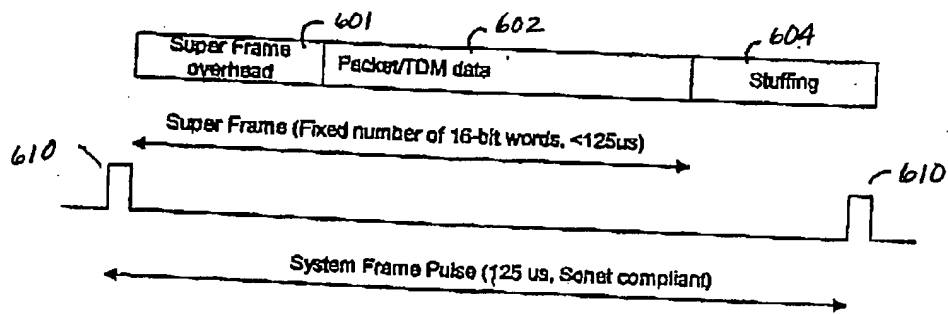 601
602
604
Super Frame
overhead
Packet/TDM data
Stuffing
Super Frame (Fixed number of 16-bit words, <125us)
610
610
System Frame Pulse (125 us, Sonet compliant)